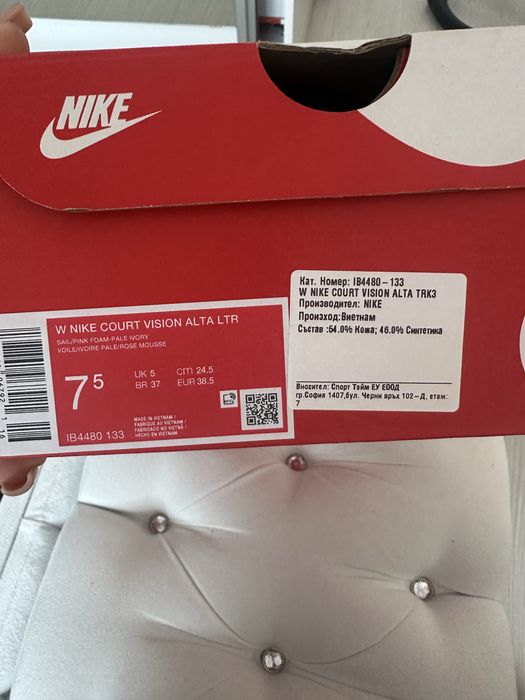 NIKE
Кат. Номер: IB4480-133
W NIKE COURT VISION ALTA TRK3
Производител: NIKE
Произход:Виетнам
Състав :54.0% Кожа; 46.0% Синтетика
Вносител: Спорт Тайм ЕУ ЕООД
гр.София 1407,бул. Черни връх 102-Д, етаж:
7
W NIKE COURT VISION ALTA LTR
SAIL/PINK FOAM-PALE IVORY
VOILE/IVOIRE PALE/ROSE MOUSSE
7 5
UK 5 CM 24.5
BR 37 EUR 38.5
MADE IN VIETNAM /
FABRIQUÉ AU VIETNAM /
FABRICADO NO VIETNÃ /
HECHO EN VIETNAM
IB4480 133